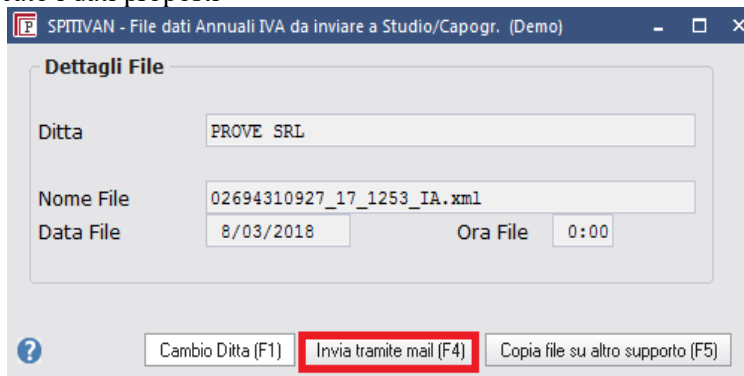 SPITIVAN - File dati Annuali IVA da inviare a Studio/Capogr. (Demo)
Dettagli File
Ditta PROVE SRL
Nome File 02694310927_17_1253_IA.xml
Data File 8/03/2018 Ora File 0:00
? Cambio Ditta (F1) Invia tramite mail (F4) Copia file su altro supporto (F5)